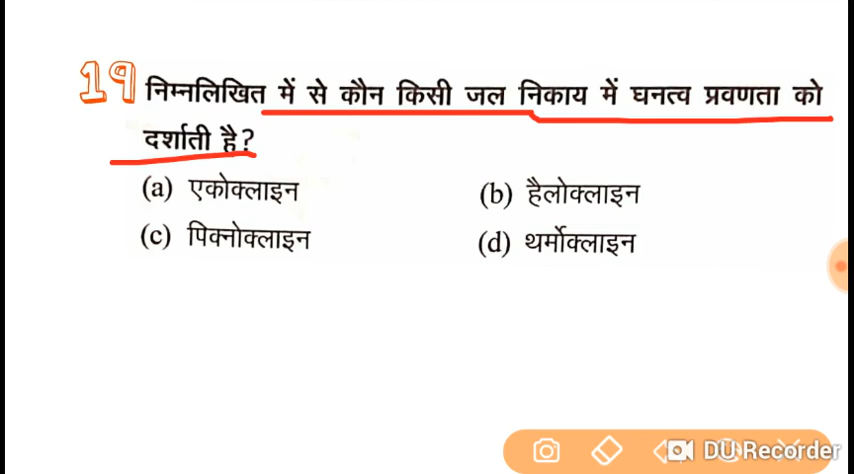 19 निम्नलिखित में से कौन किसी जल निकाय में घनत्व प्रवणता को
दर्शाती है?
(a) एकोक्लाइन (b) हैलोक्लाइन
(c) पिक्नोक्लाइन (d) थर्मोक्लाइन
DU Recorder